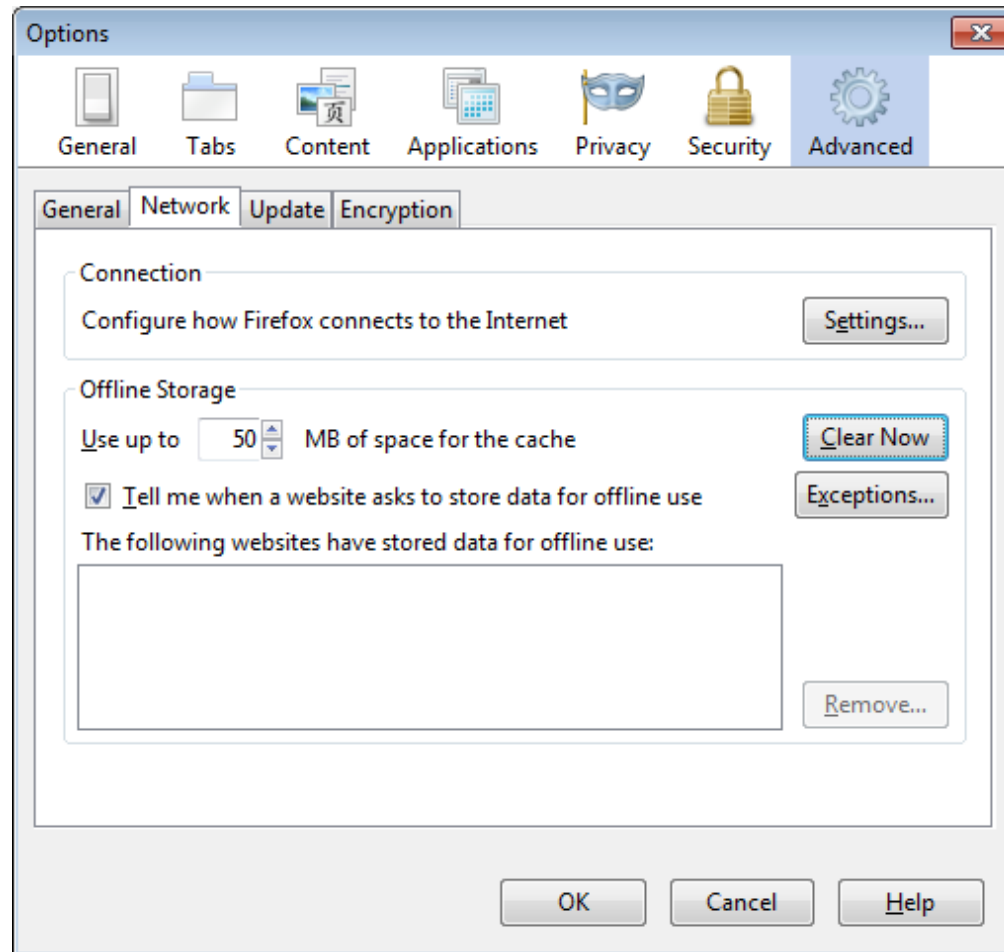 Options
General Tabs Content Applications Privacy Security Advanced
页
General Network Update Encryption
Connection
Configure how Firefox connects to the Internet Settings...
Offline Storage
Use up to 50 MB of space for the cache Clear Now
Tell me when a website asks to store data for offline use Exceptions...
The following websites have stored data for offline use:
Remove...
OK Cancel Help